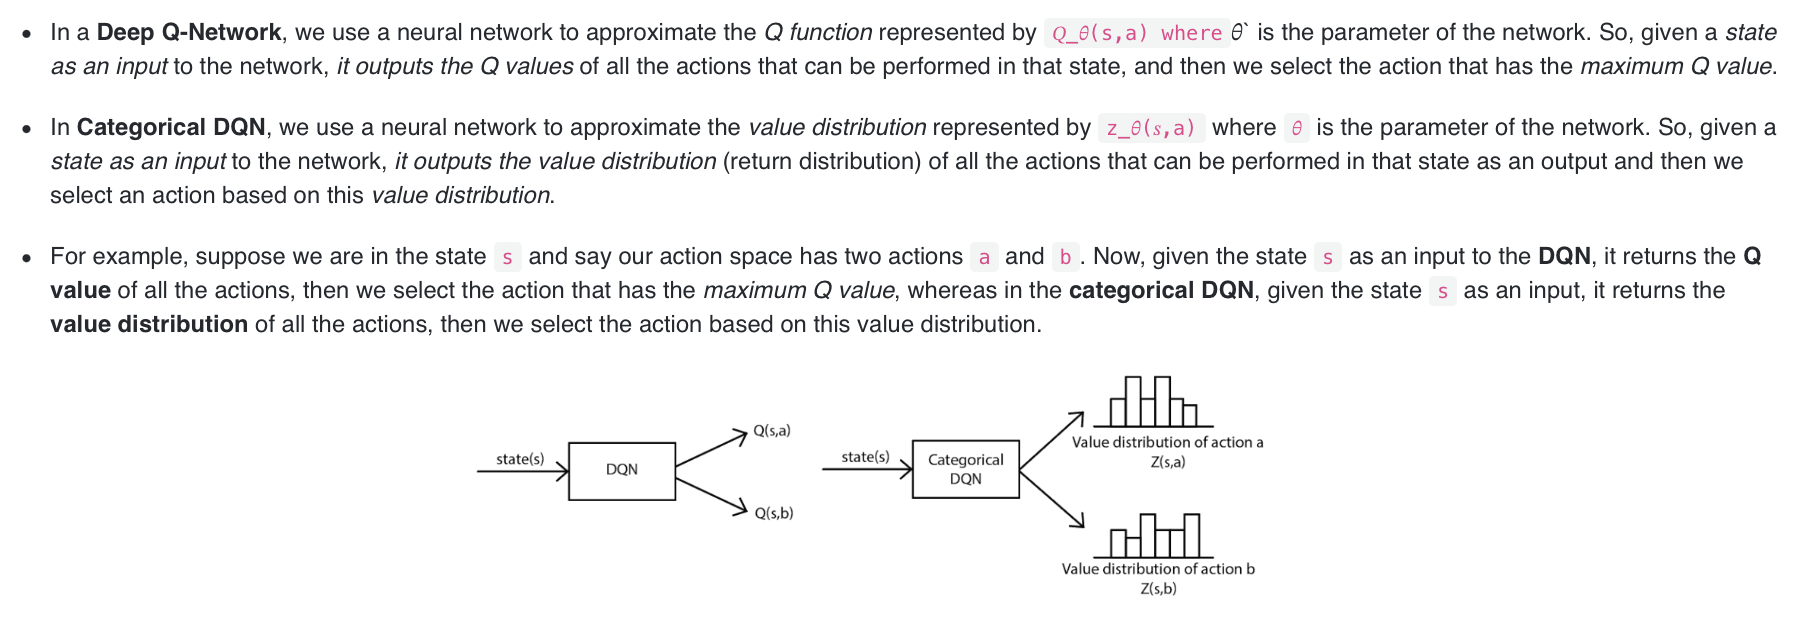 • In a Deep Q-Network, we use a neural network to approximate the Q function represented by Q_θ(s,a) where θ` is the parameter of the network. So, given a state
as an input to the network, it outputs the Q values of all the actions that can be performed in that state, and then we select the action that has the maximum Q value.
• In Categorical DQN, we use a neural network to approximate the value distribution represented by z_θ(s,a) where θ is the parameter of the network. So, given a
state as an input to the network, it outputs the value distribution (return distribution) of all the actions that can be performed in that state as an output and then we
select an action based on this value distribution.
• For example, suppose we are in the state s and say our action space has two actions a and b. Now, given the state s as an input to the DQN, it returns the Q
value of all the actions, then we select the action that has the maximum Q value, whereas in the categorical DQN, given the state s as an input, it returns the
value distribution of all the actions, then we select the action based on this value distribution.
state(s)
DQN
Q(s,a)
Q(s,b)
state(s)
Categorical
DQN
Value distribution of action a
Z(s,a)
Value distribution of action b
Z(s,b)